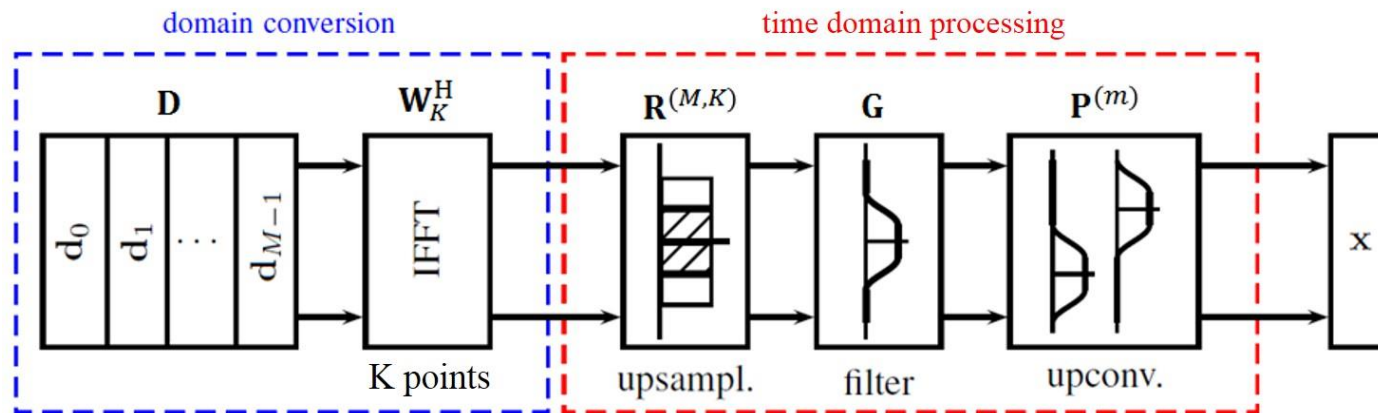 domain conversion
time domain processing
D
W_K^H
R^(M,K)
G
P^(m)
d_0
d_1
...
d_{M-1}
IFFT
x
K points
upsampl.
filter
upconv.